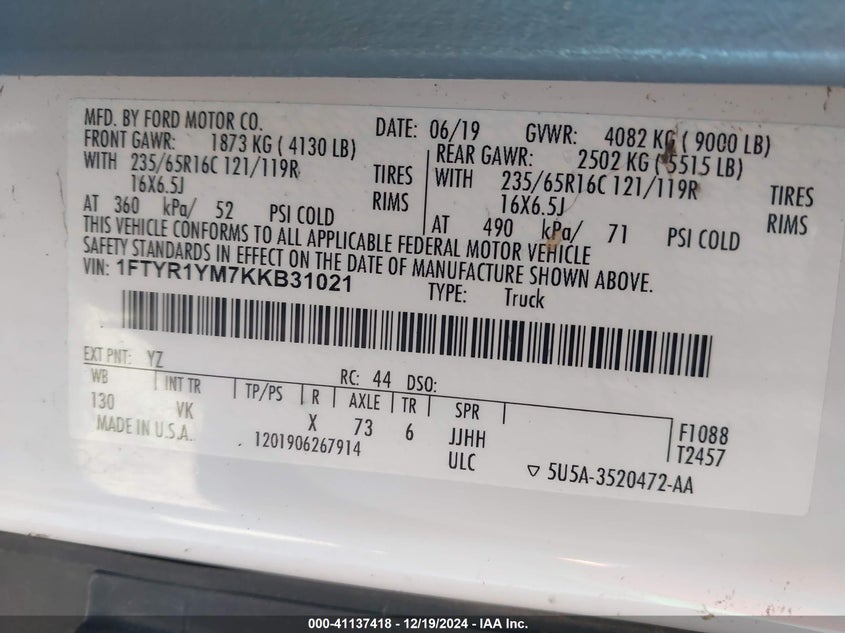 MFD. BY FORD MOTOR CO. DATE: 06/19 GVWR: 4082 KG ( 9000 LB)
FRONT GAWR: 1873 KG ( 4130 LB) REAR GAWR: 2502 KG ( 5515 LB)
WITH 235/65R16C 121/119R TIRES WITH 235/65R16C 121/119R TIRES
16X6.5J RIMS 16X6.5J RIMS
AT 360 kPa/ 52 PSI COLD AT 490 kPa/ 71 PSI COLD
THIS VEHICLE CONFORMS TO ALL APPLICABLE FEDERAL MOTOR VEHICLE
SAFETY STANDARDS IN EFFECT ON THE DATE OF MANUFACTURE SHOWN ABOVE.
VIN: 1FTYR1YM7KKB31021 TYPE: Truck
EXT PNT: YZ RC: 44 DSO:
WB INT TR TP/PS R AXLE TR SPR
130 VK X 73 6 JJHH F1088
MADE IN U.S.A. 1201906267914 ULC T2457
▽ 5U5A-3520472-AA
000-41137418 - 12/19/2024 - IAA Inc.